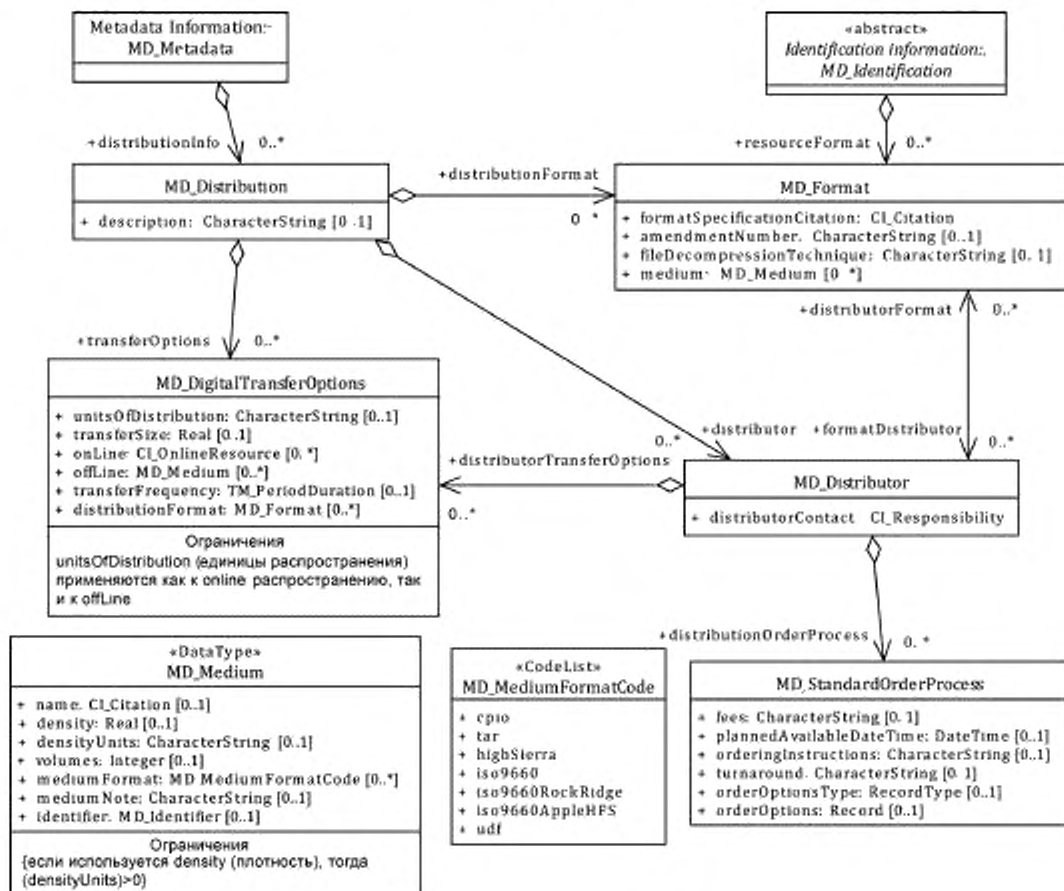 Metadata Information:-
MD_Metadata
«abstract»
Identification information:.
MD_Identification
+distributionInfo 0..*
+resourceFormat 0..*
MD_Distribution
+ description: CharacterString [0 .1]
+distributionFormat
0 *
MD_Format
+ formatSpecificationCitation: CI_Citation
+ amendmentNumber. CharacterString [0..1]
+ fileDecompressionTechnique: CharacterString [0. 1]
+ medium· MD_Medium [0 *]
+distributorFormat 0..*
+transferOptions 0..*
MD_DigitalTransferOptions
+ unitsOfDistribution: CharacterString [0..1]
+ transferSize: Real [0..1]
+ onLine: CI_OnlineResource [0. *]
+ offLine: MD_Medium [0..*]
+ transferFrequency: TM_PeriodDuration [0..1]
+ distributionFormat: MD_Format [0..*]
Ограничения
unitsOfDistribution (единицы распространения)
применяются как к online распространению, так
и к offLine
0..* +distributor +formatDistributor 0..*
+distributorTransferOptions
0..*
MD_Distributor
+ distributorContact CI_Responsibility
+distributionOrderProcess 0. *
«DataType»
MD_Medium
+ name. CI_Citation [0..1]
+ density: Real [0..1]
+ densityUnits: CharacterString [0..1]
+ volumes: Integer [0..1]
+ mediumFormat: MD_MediumFormatCode [0..*]
+ mediumNote: CharacterString [0..1]
+ identifier. MD_Identifier [0..1]
Ограничения
{если используется density (плотность), тогда
(densityUnits)>0}
«CodeList»
MD_MediumFormatCode
+ cpio
+ tar
+ highSierra
+ iso9660
+ iso9660RockRidge
+ iso9660AppleHFS
+ udf
MD_StandardOrderProcess
+ fees: CharacterString [0. 1]
+ plannedAvailableDateTime: DateTime [0..1]
+ orderingInstructions: CharacterString [0..1]
+ turnaround. CharacterString [0. 1]
+ orderOptionsType: RecordType [0..1]
+ orderOptions: Record [0..1]